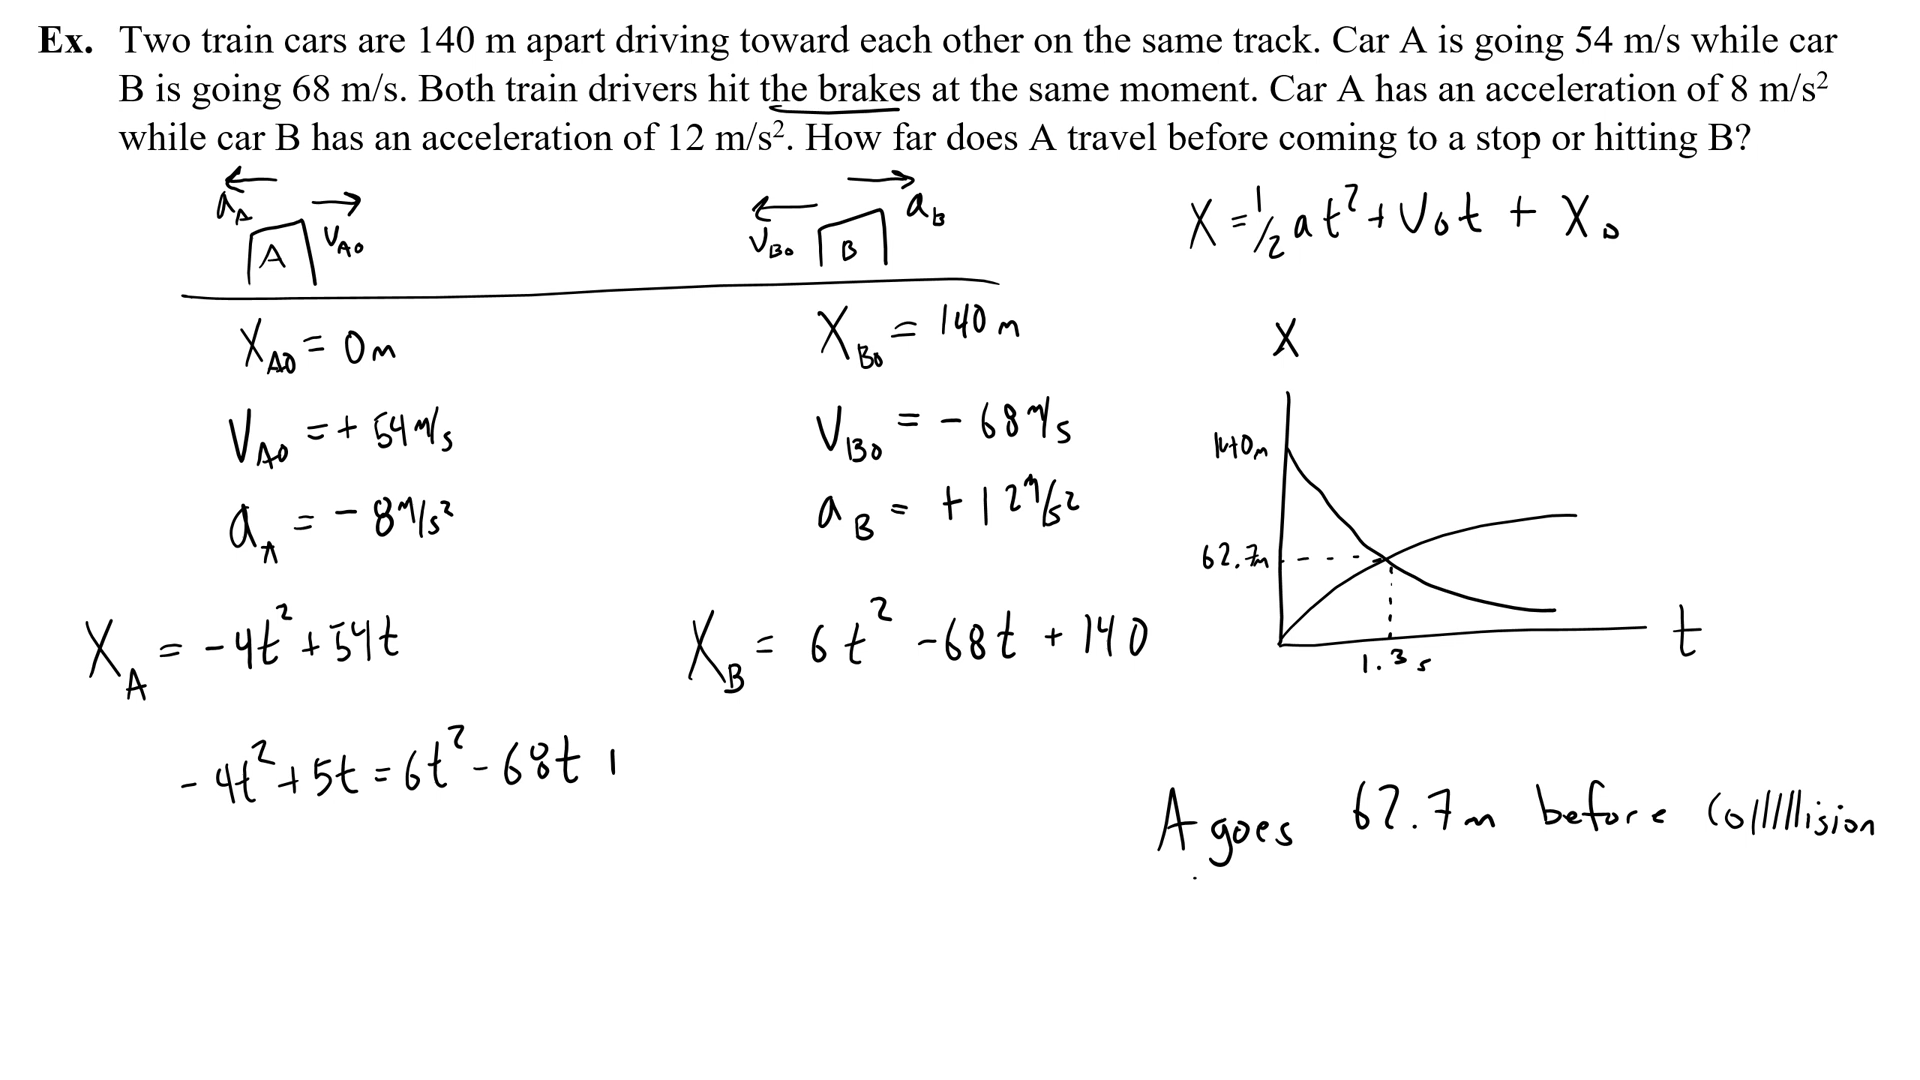 Ex. Two train cars are 140 m apart driving toward each other on the same track. Car A is going 54 m/s while car
B is going 68 m/s. Both train drivers hit the brakes at the same moment. Car A has an acceleration of 8 m/s²
while car B has an acceleration of 12 m/s². How far does A travel before coming to a stop or hitting B?
a_A
V_A0
A
V_B0
B
a_B
X = 1/2 at² + V₀t + X₀
X_A0 = 0m
X_B0 = 140m
V_A0 = + 54 m/s
V_B0 = - 68 m/s
a_A = - 8 m/s²
a_B = + 12 m/s²
X
140m
62.7m
1.3 s
t
X_A = -4t² + 54t
X_B = 6t² - 68t + 140
- 4t² + 5t = 6t² - 68t
A goes 62.7m before collllllision